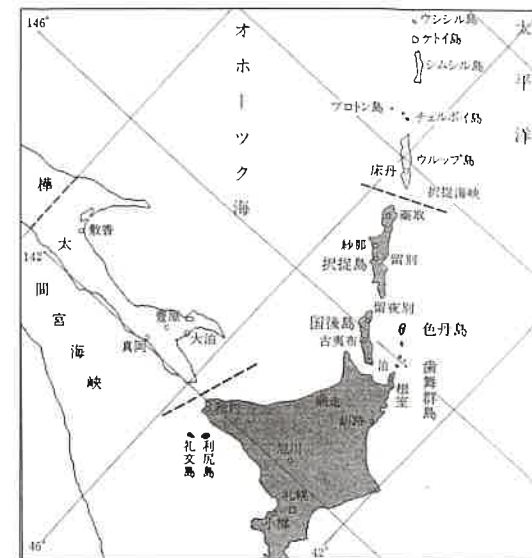 146°
オホーツク海
太平洋
ウシシル島
ケトイ島
シムシル島
ブロトン島
チェルボイ島
ウルップ島
床丹
択捉海峡
樺太
敷香
142°
間宮海峡
豊原
大泊
真岡
蘂取
紗那
択捉島
留別
留夜別
国後島
古夷布
色丹島
泊
歯舞群島
根室
稚内
網走
釧路
旭川
礼文島
利尻島
札幌
小樽
46°
42°